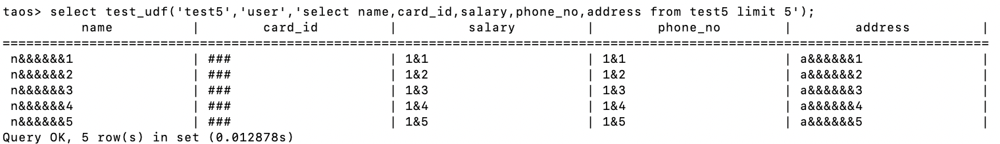 taos> select test_udf('test5','user','select name,card_id,salary,phone_no,address from test5 limit 5');
name | card_id | salary | phone_no | address |
=============================================================================================================================
n&&&&&&1 | ### | 1&1 | 1&1 | a&&&&&&1 |
n&&&&&&2 | ### | 1&2 | 1&2 | a&&&&&&2 |
n&&&&&&3 | ### | 1&3 | 1&3 | a&&&&&&3 |
n&&&&&&4 | ### | 1&4 | 1&4 | a&&&&&&4 |
n&&&&&&5 | ### | 1&5 | 1&5 | a&&&&&&5 |
Query OK, 5 row(s) in set (0.012878s)